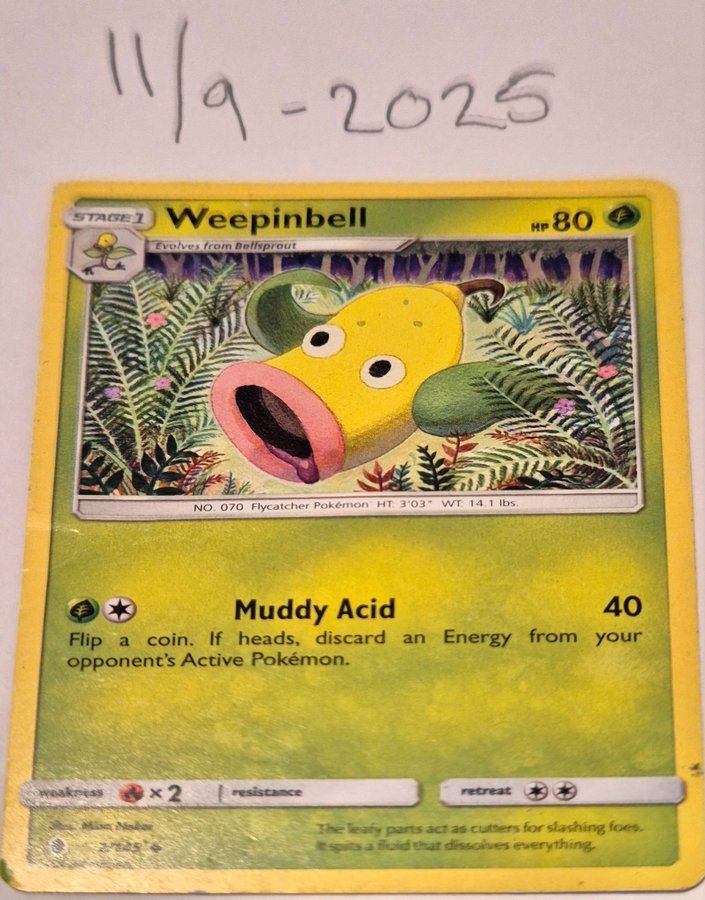 11/9-2025
STAGE 1 Weepinbell HP 80
Evolves from Bellsprout
NO. 070 Flycatcher Pokémon HT: 3'03" WT: 14.1 lbs.
Muddy Acid 40
Flip a coin. If heads, discard an Energy from your
opponent's Active Pokémon.
weakness ×2 resistance retreat
The leafy parts act as cutters for slashing foes.
It spits a fluid that dissolves everything.